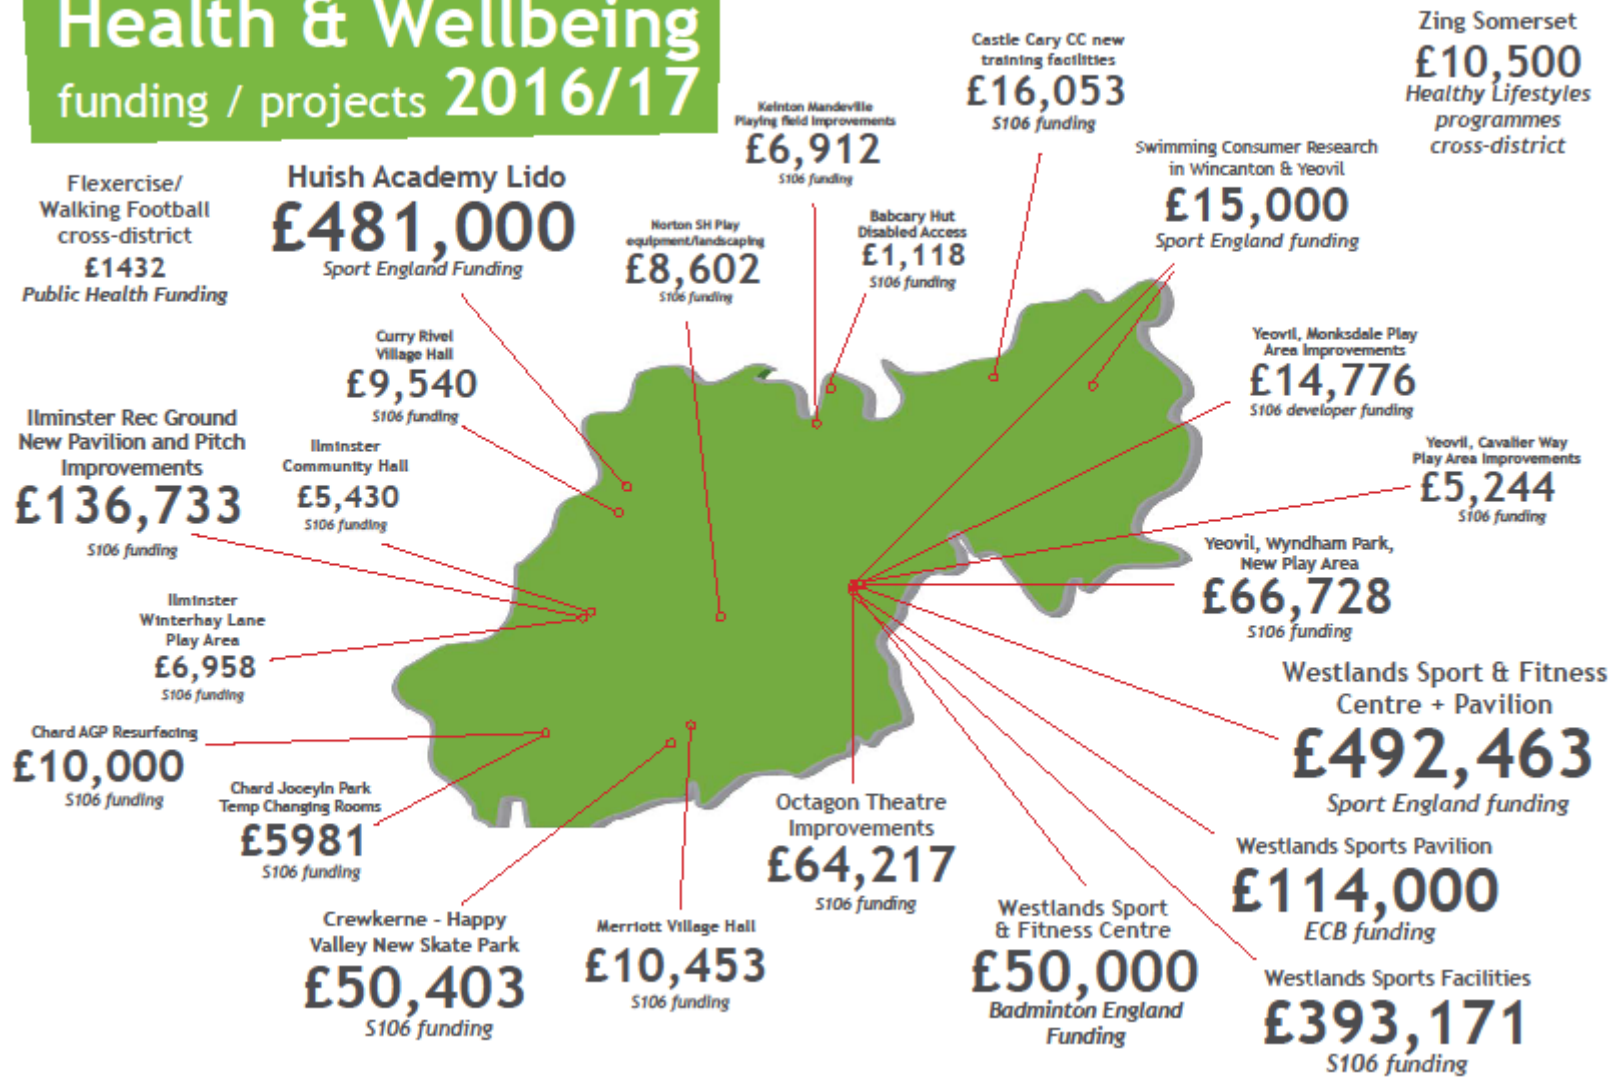 Health & Wellbeing
funding / projects 2016/17
Flexercise/
Walking Football
cross-district
£1432
Public Health Funding
Huish Academy Lido
£481,000
Sport England Funding
Norton SH Play
equipment/landscaping
£8,602
S106 funding
Keinton Mandeville
Playing field Improvements
£6,912
S106 funding
Babcary Hut
Disabled Access
£1,118
S106 funding
Castle Cary CC new
training facilities
£16,053
S106 funding
Swimming Consumer Research
in Wincanton & Yeovil
£15,000
Sport England funding
Zing Somerset
£10,500
Healthy Lifestyles
programmes
cross-district
Curry Rivel
Village Hall
£9,540
S106 funding
Ilminster Rec Ground
New Pavilion and Pitch
Improvements
£136,733
S106 funding
Ilminster
Community Hall
£5,430
S106 funding
Ilminster
Winterhay Lane
Play Area
£6,958
S106 funding
Chard AGP Resurfacing
£10,000
S106 funding
Chard Joceyln Park
Temp Changing Rooms
£5981
S106 funding
Crewkerne - Happy
Valley New Skate Park
£50,403
S106 funding
Merriott Village Hall
£10,453
S106 funding
Octagon Theatre
Improvements
£64,217
S106 funding
Westlands Sport
& Fitness Centre
£50,000
Badminton England
Funding
Yeovil, Monksdale Play
Area Improvements
£14,776
S106 developer funding
Yeovil, Cavalier Way
Play Area Improvements
£5,244
S106 funding
Yeovil, Wyndham Park,
New Play Area
£66,728
S106 funding
Westlands Sport & Fitness
Centre + Pavilion
£492,463
Sport England funding
Westlands Sports Pavilion
£114,000
ECB funding
Westlands Sports Facilities
£393,171
S106 funding